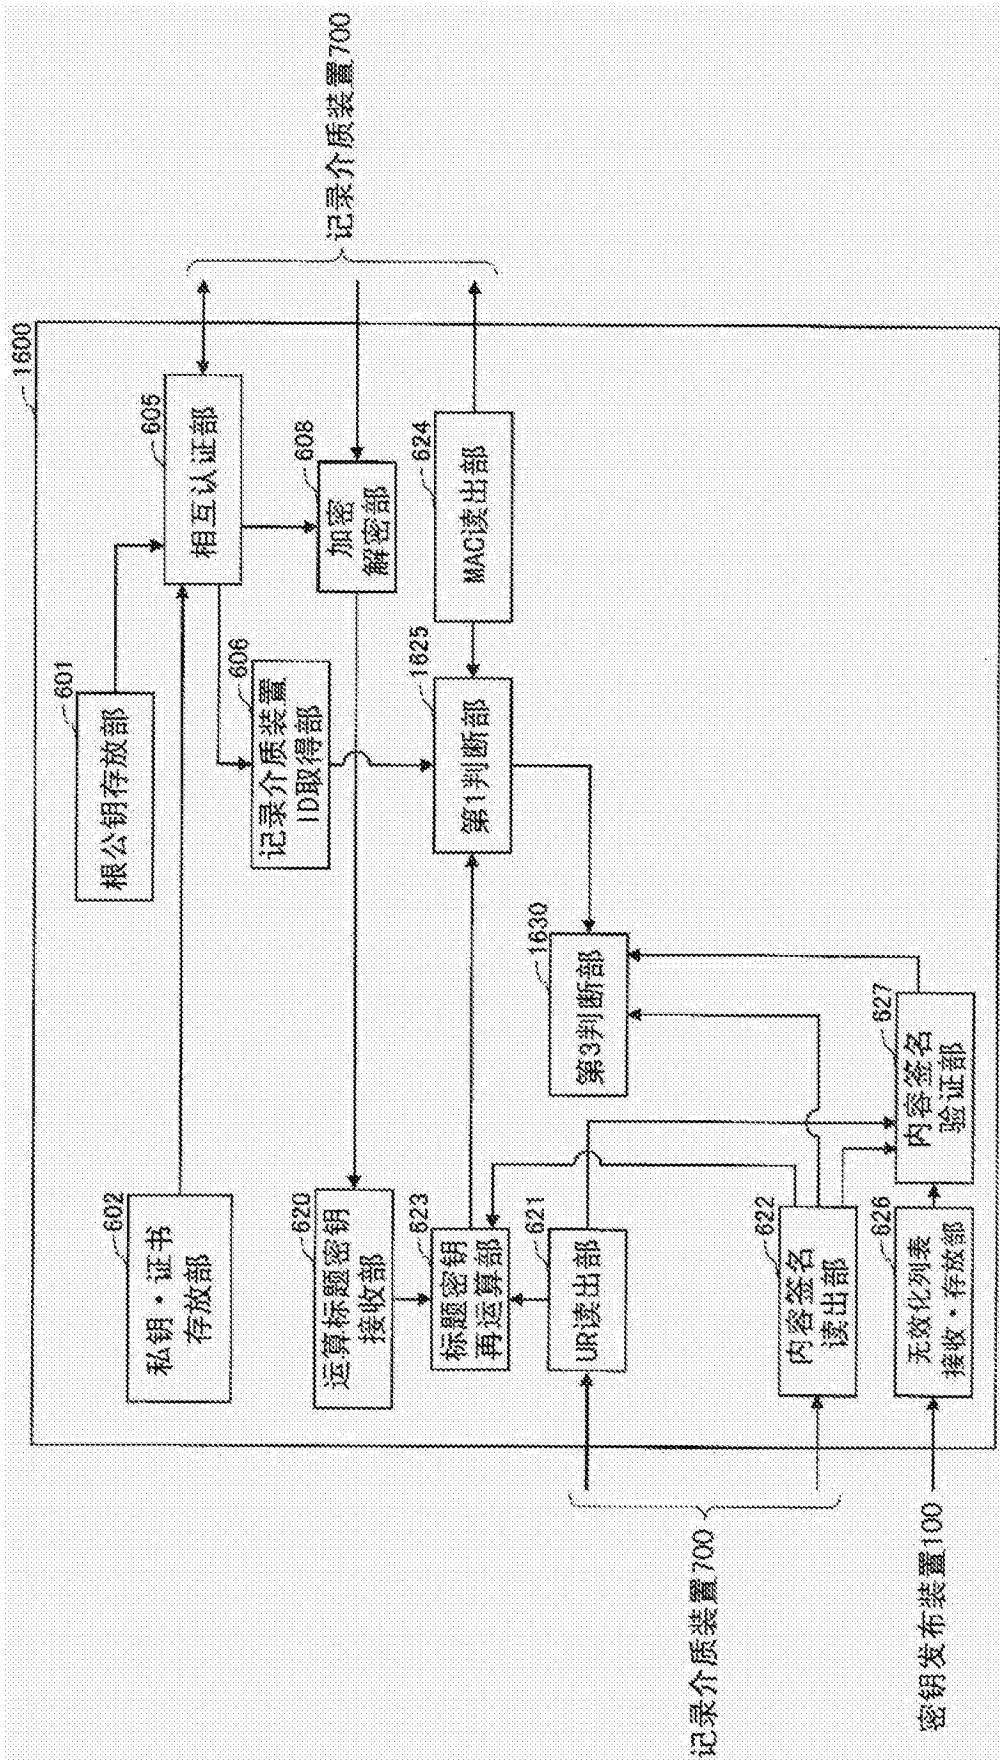 1600
601
根公钥存放部
605
相互认证部
602
私钥・证书
存放部
606
记录介质装置
ID取得部
608
加密
解密部
记录介质装置700
620
运算标题密钥
接收部
623
标题密钥
再运算部
1625
第1判断部
624
MAC读出部
621
UR读出部
1630
第3判断部
622
内容签名
读出部
627
内容签名
验证部
626
无效化列表
接收・存放部
记录介质装置700
密钥发布装置100